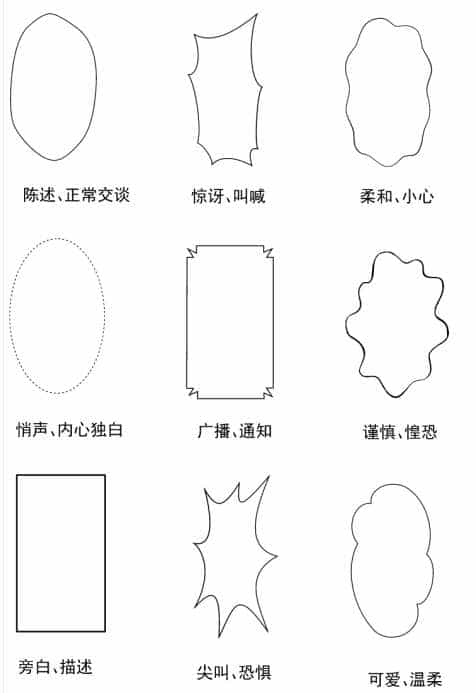 陈述、正常交谈
惊讶、叫喊
柔和、小心
悄声、内心独白
广播、通知
谨慎、惶恐
旁白、描述
尖叫、恐惧
可爱、温柔